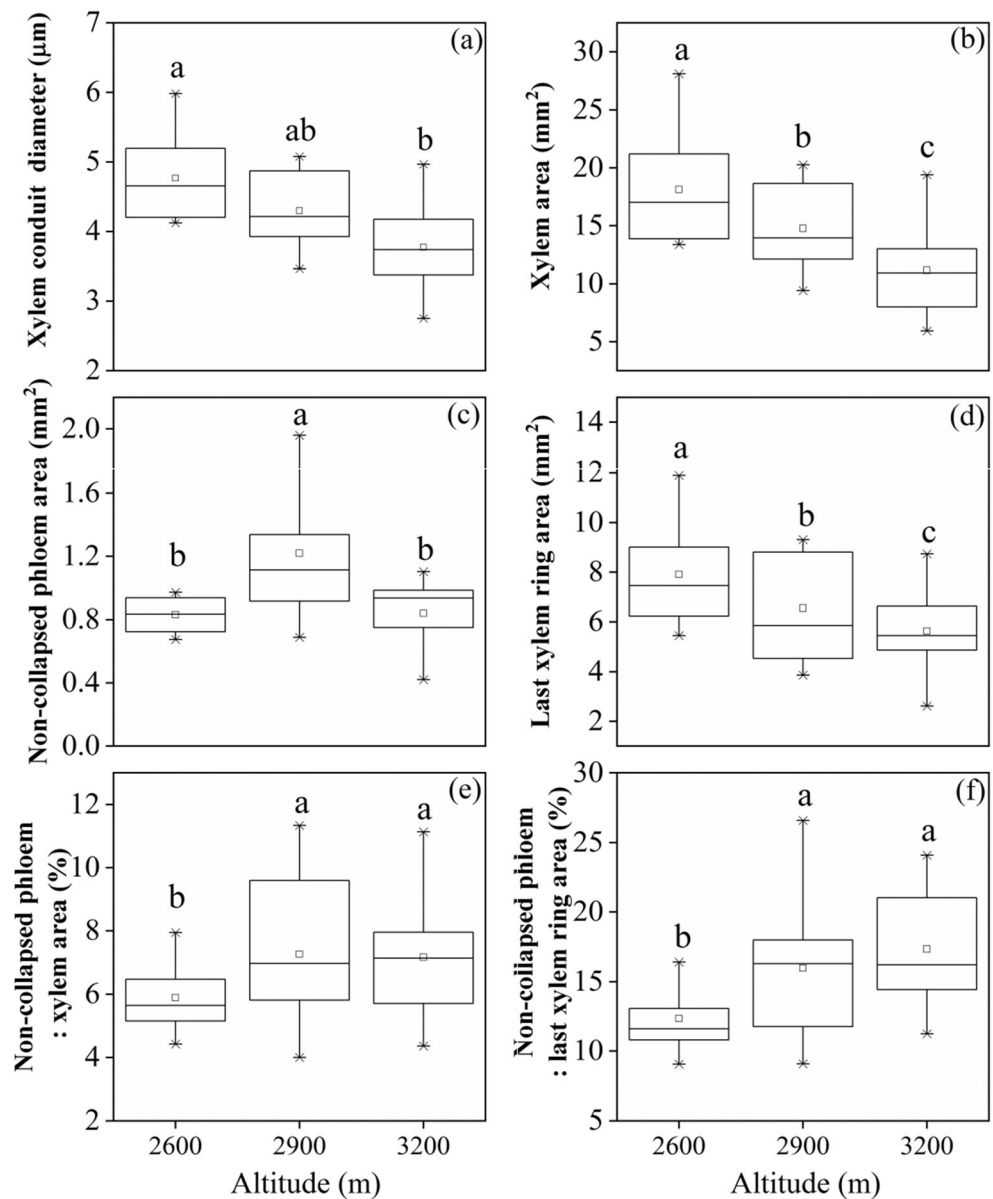 (a)
Xylem conduit diameter (μm)
7
6
5
4
3
2
a
ab
b
(b)
Xylem area (mm²)
30
25
20
15
10
5
a
b
c
(c)
Non-collapsed phloem area (mm²)
2.0
1.6
1.2
0.8
0.4
0.0
b
a
b
(d)
Last xylem ring area (mm²)
14
12
10
8
6
4
2
a
b
c
(e)
Non-collapsed phloem
: xylem area (%)
12
10
8
6
4
2
b
a
a
2600 2900 3200
Altitude (m)
(f)
Non-collapsed phloem
: last xylem ring area (%)
30
25
20
15
10
5
b
a
a
2600 2900 3200
Altitude (m)